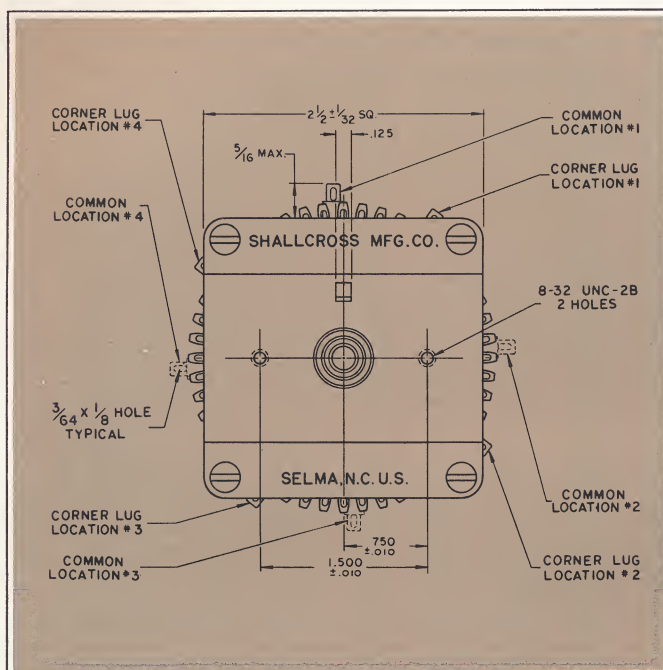 2 1/2 ± 1/32 SQ.
.125
5/16 MAX.
CORNER LUG
LOCATION #4
COMMON
LOCATION #1
CORNER LUG
LOCATION #1
COMMON
LOCATION #4
SHALLCROSS MFG. CO.
8-32 UNC-2B
2 HOLES
3/64 X 1/8 HOLE
TYPICAL
SELMA, N.C. U.S.
COMMON
LOCATION #2
CORNER LUG
LOCATION #3
COMMON
LOCATION #3
.750
±.010
1.500
±.010
CORNER LUG
LOCATION #2